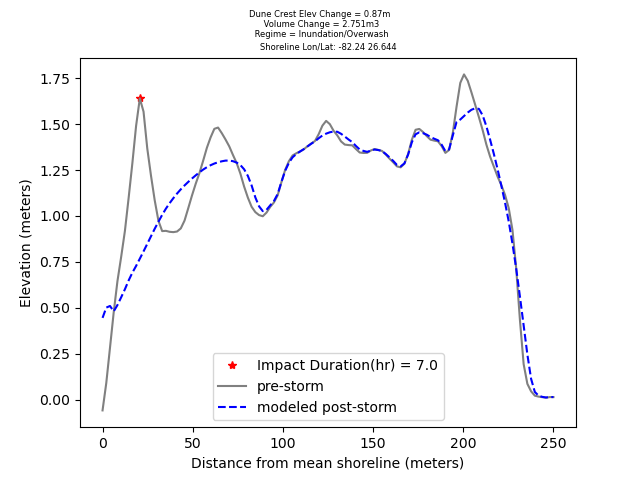 Dune Crest Elev Change = 0.87m
Volume Change = 2.751m3
Regime = Inundation/Overwash
Shoreline Lon/Lat: -82.24 26.644
1.75
1.50
1.25
1.00
0.75
0.50
0.25
0.00
Elevation (meters)
Impact Duration(hr) = 7.0
pre-storm
modeled post-storm
0 50 100 150 200 250
Distance from mean shoreline (meters)